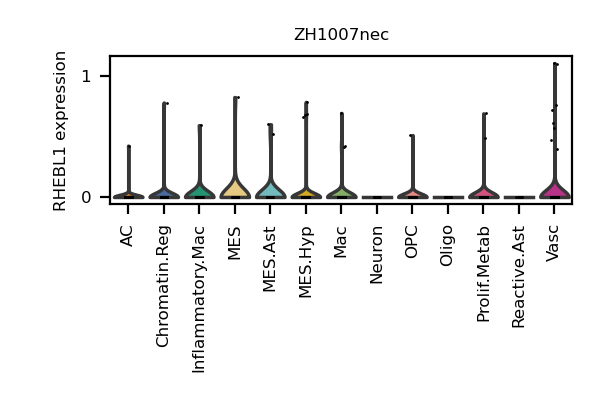 ZH1007nec
RHEBL1 expression
1
0
AC
Chromatin.Reg
Inflammatory.Mac
MES
MES.Ast
MES.Hyp
Mac
Neuron
OPC
Oligo
Prolif.Metab
Reactive.Ast
Vasc